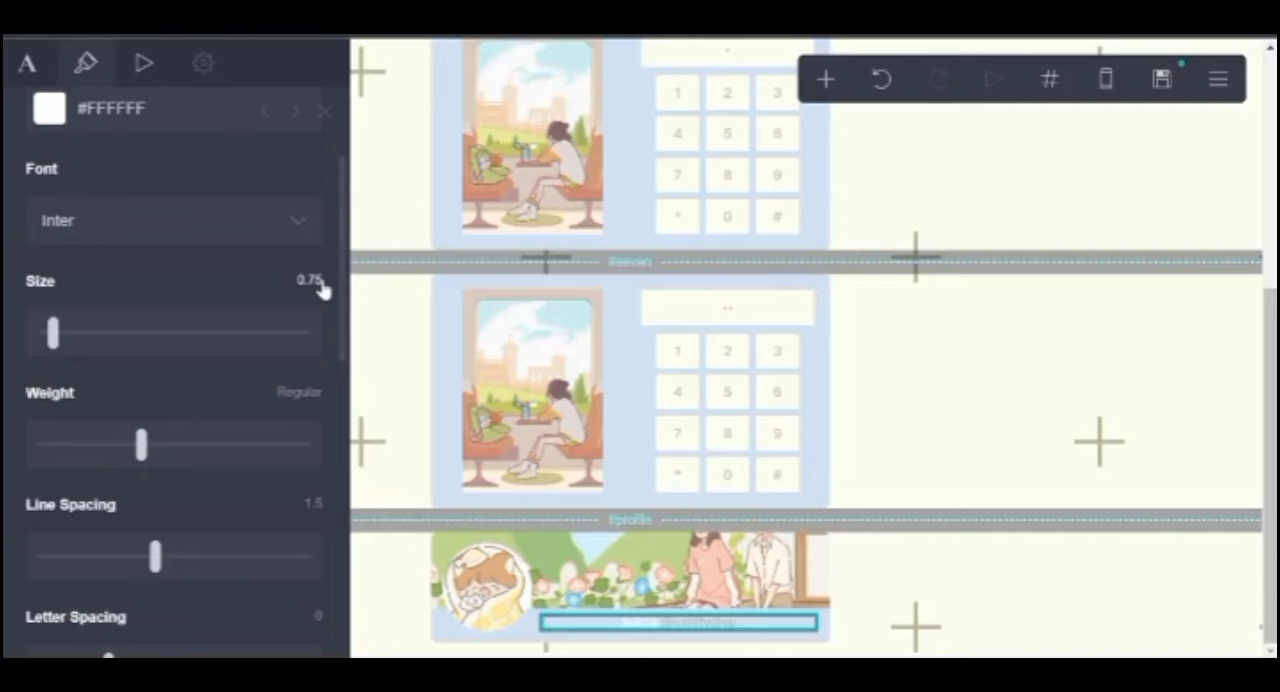 A
#FFFFFF
Font
Inter
Size 0.75
Weight Regular
Line Spacing 1.5
Letter Spacing 0
1 2 3
4 5 6
7 8 9
* 0 #
--
1 2 3
4 5 6
7 8 9
* 0 #
#profile
#